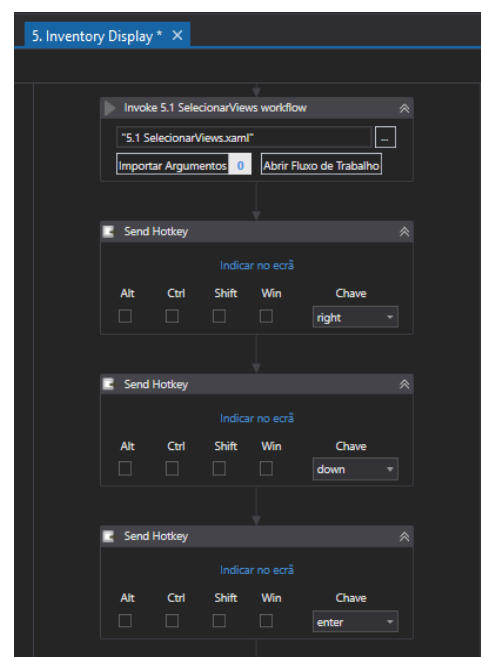 5. Inventory Display * ×
Invoke 5.1 SelecionarViews workflow
"5.1 SelecionarViews.xaml" ...
Importar Argumentos 0 Abrir Fluxo de Trabalho
Send Hotkey
Indicar no ecrã
Alt Ctrl Shift Win Chave
right
Send Hotkey
Indicar no ecrã
Alt Ctrl Shift Win Chave
down
Send Hotkey
Indicar no ecrã
Alt Ctrl Shift Win Chave
enter